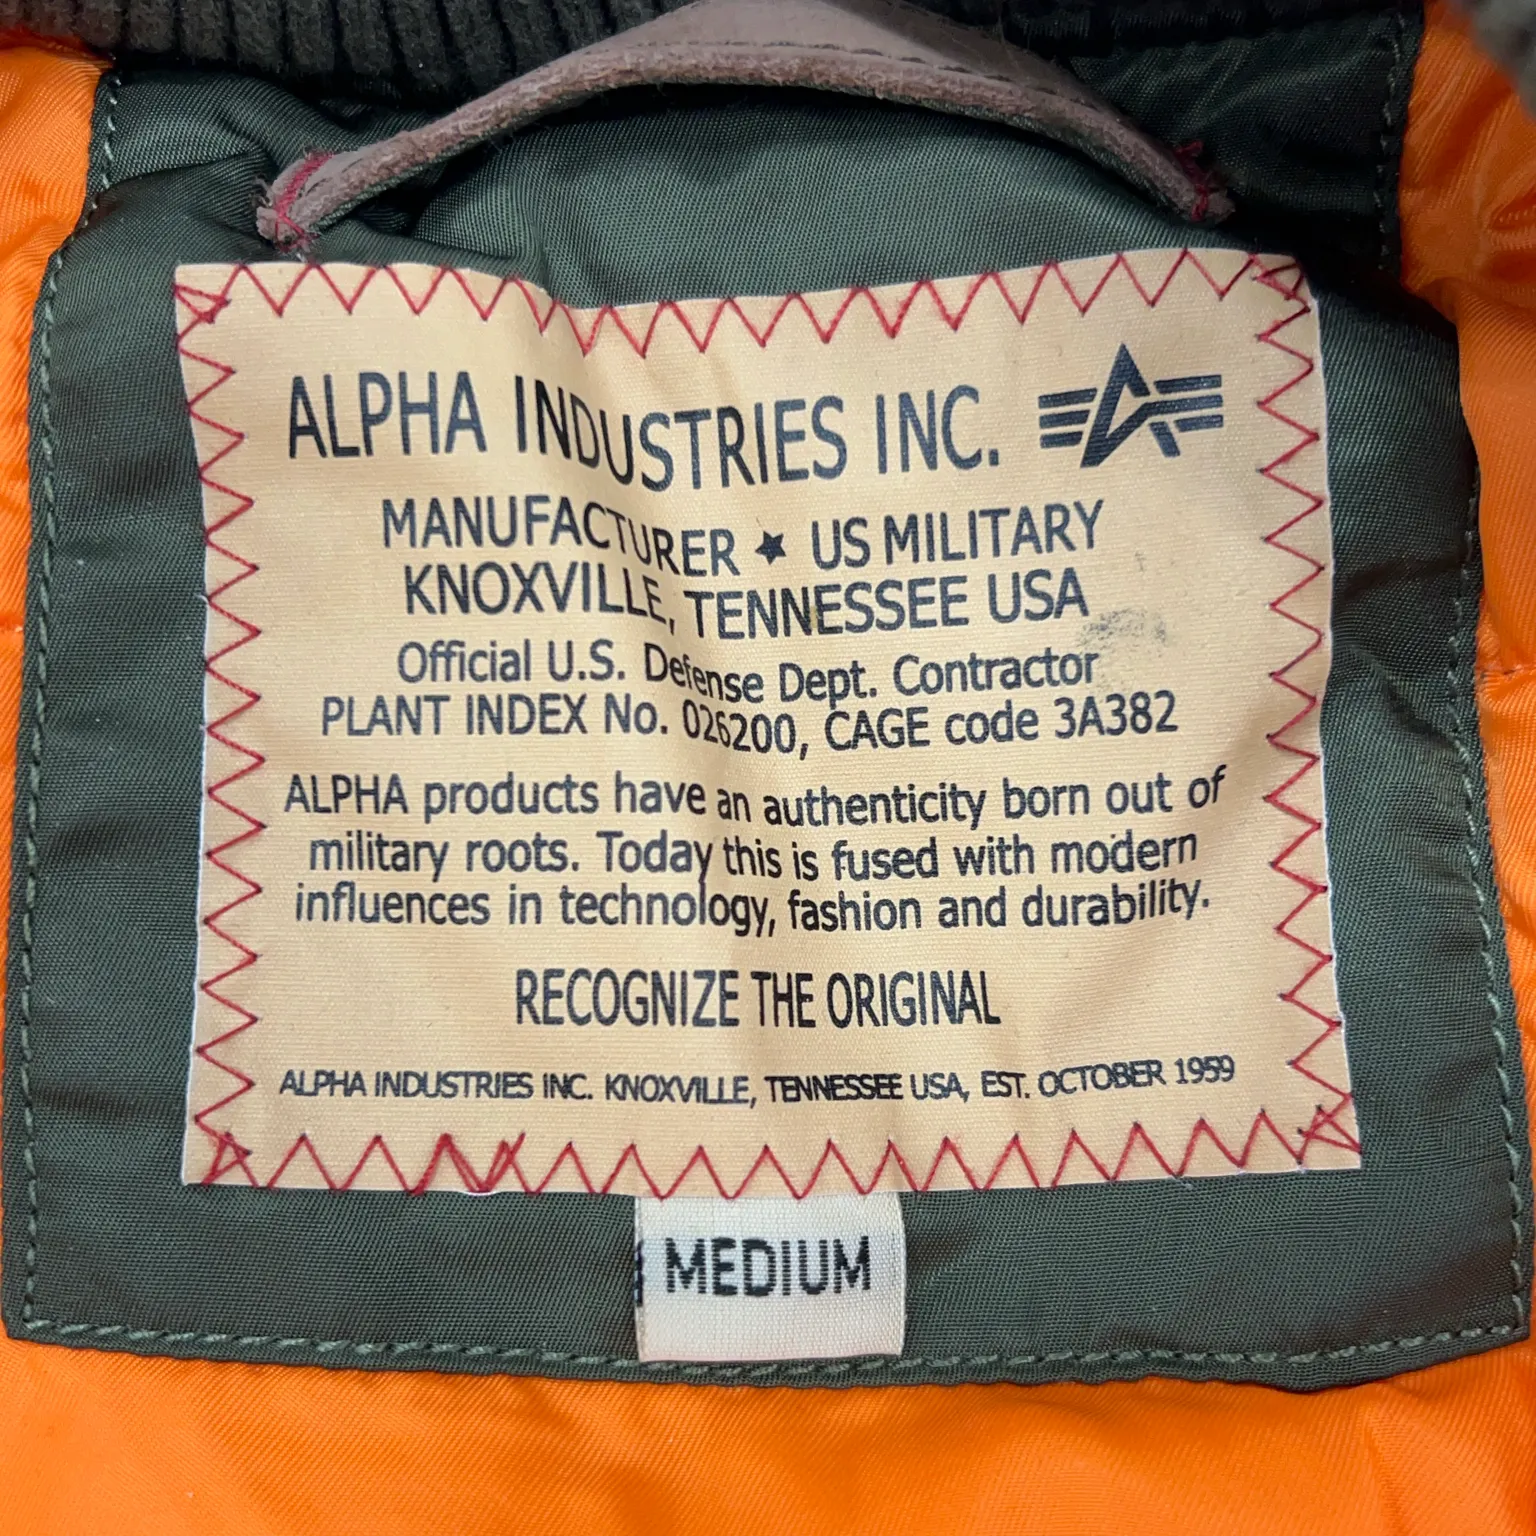 ALPHA INDUSTRIES INC.
MANUFACTURER ★ US MILITARY
KNOXVILLE, TENNESSEE USA
Official U.S. Defense Dept. Contractor
PLANT INDEX No. 026200, CAGE code 3A382
ALPHA products have an authenticity born out of
military roots. Today this is fused with modern
influences in technology, fashion and durability.
RECOGNIZE THE ORIGINAL
ALPHA INDUSTRIES INC. KNOXVILLE, TENNESSEE USA, EST. OCTOBER 1959
MEDIUM